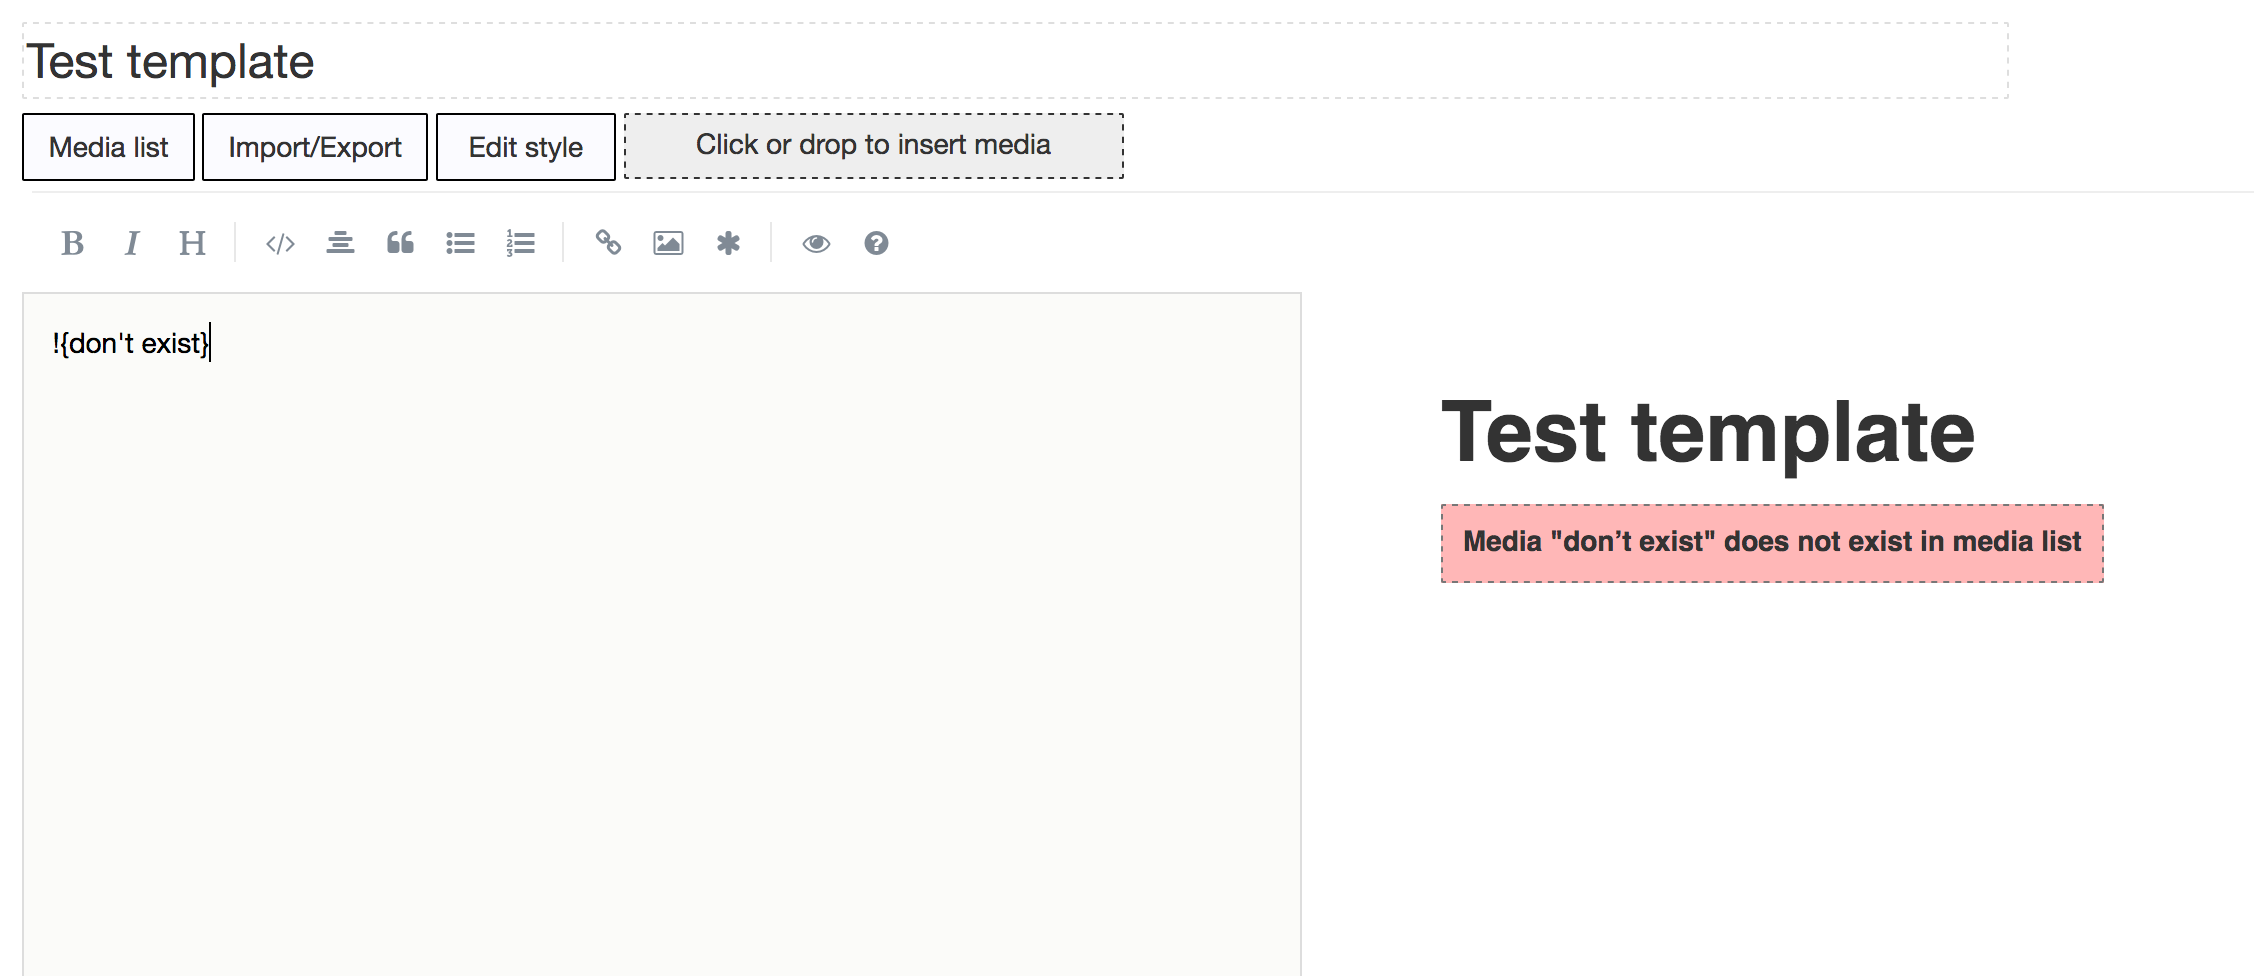 Test template
Media list Import/Export Edit style Click or drop to insert media
B I H
!{don't exist}
Test template
Media "don’t exist" does not exist in media list